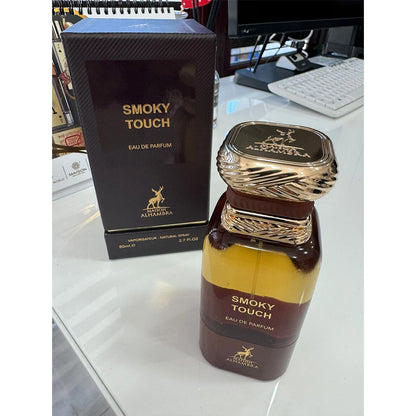 SMOKY
TOUCH
EAU DE PARFUM
MAISON
ALHAMBRA
VAPORISATEUR · NATURAL SPRAY
80ml.℮ 2.7 FL.OZ
SMOKY
TOUCH
EAU DE PARFUM
MAISON
ALHAMBRA
MAISON